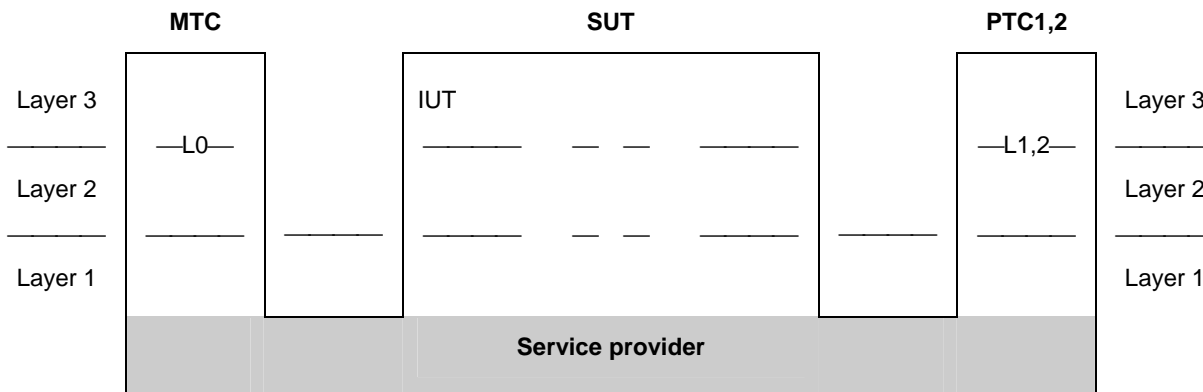 MTC SUT PTC1,2
Layer 3 IUT Layer 3
L0 L1,2
Layer 2 Layer 2
Layer 1 Layer 1
Service provider